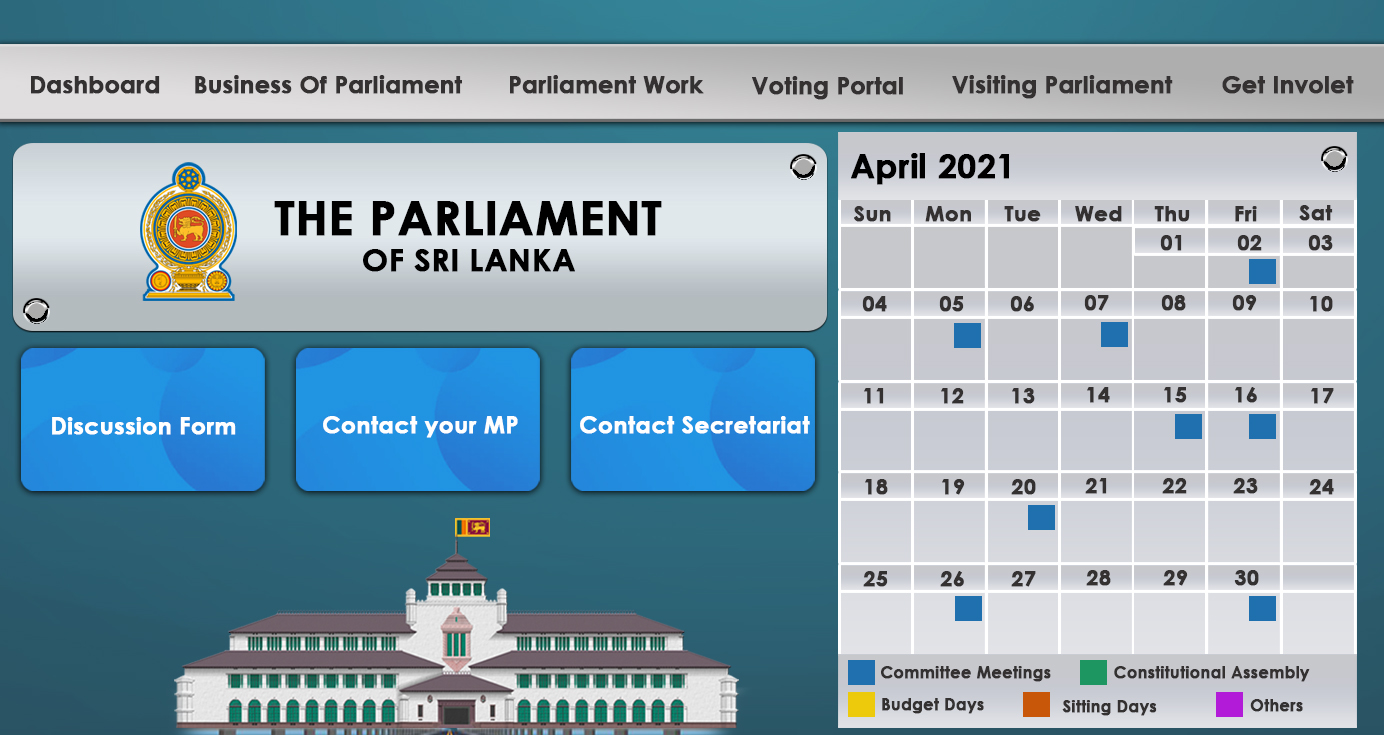 Dashboard Business Of Parliament Parliament Work Voting Portal Visiting Parliament Get Involet
THE PARLIAMENT
OF SRI LANKA
Discussion Form Contact your MP Contact Secretariat
April 2021
Sun Mon Tue Wed Thu Fri Sat
01 02 03
04 05 06 07 08 09 10
11 12 13 14 15 16 17
18 19 20 21 22 23 24
25 26 27 28 29 30
Committee Meetings Constitutional Assembly
Budget Days Sitting Days Others